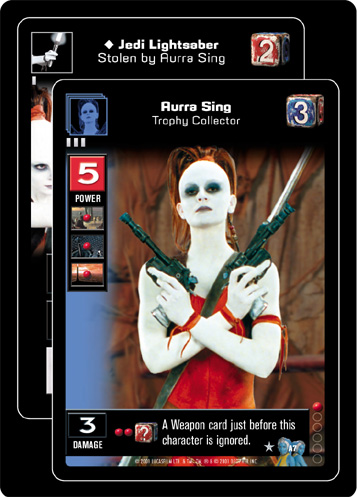 ◆ Jedi Lightsaber
Stolen by Aurra Sing
2
Aurra Sing
Trophy Collector
3
5
POWER
3
DAMAGE
?
A Weapon card just before this
character is ignored.